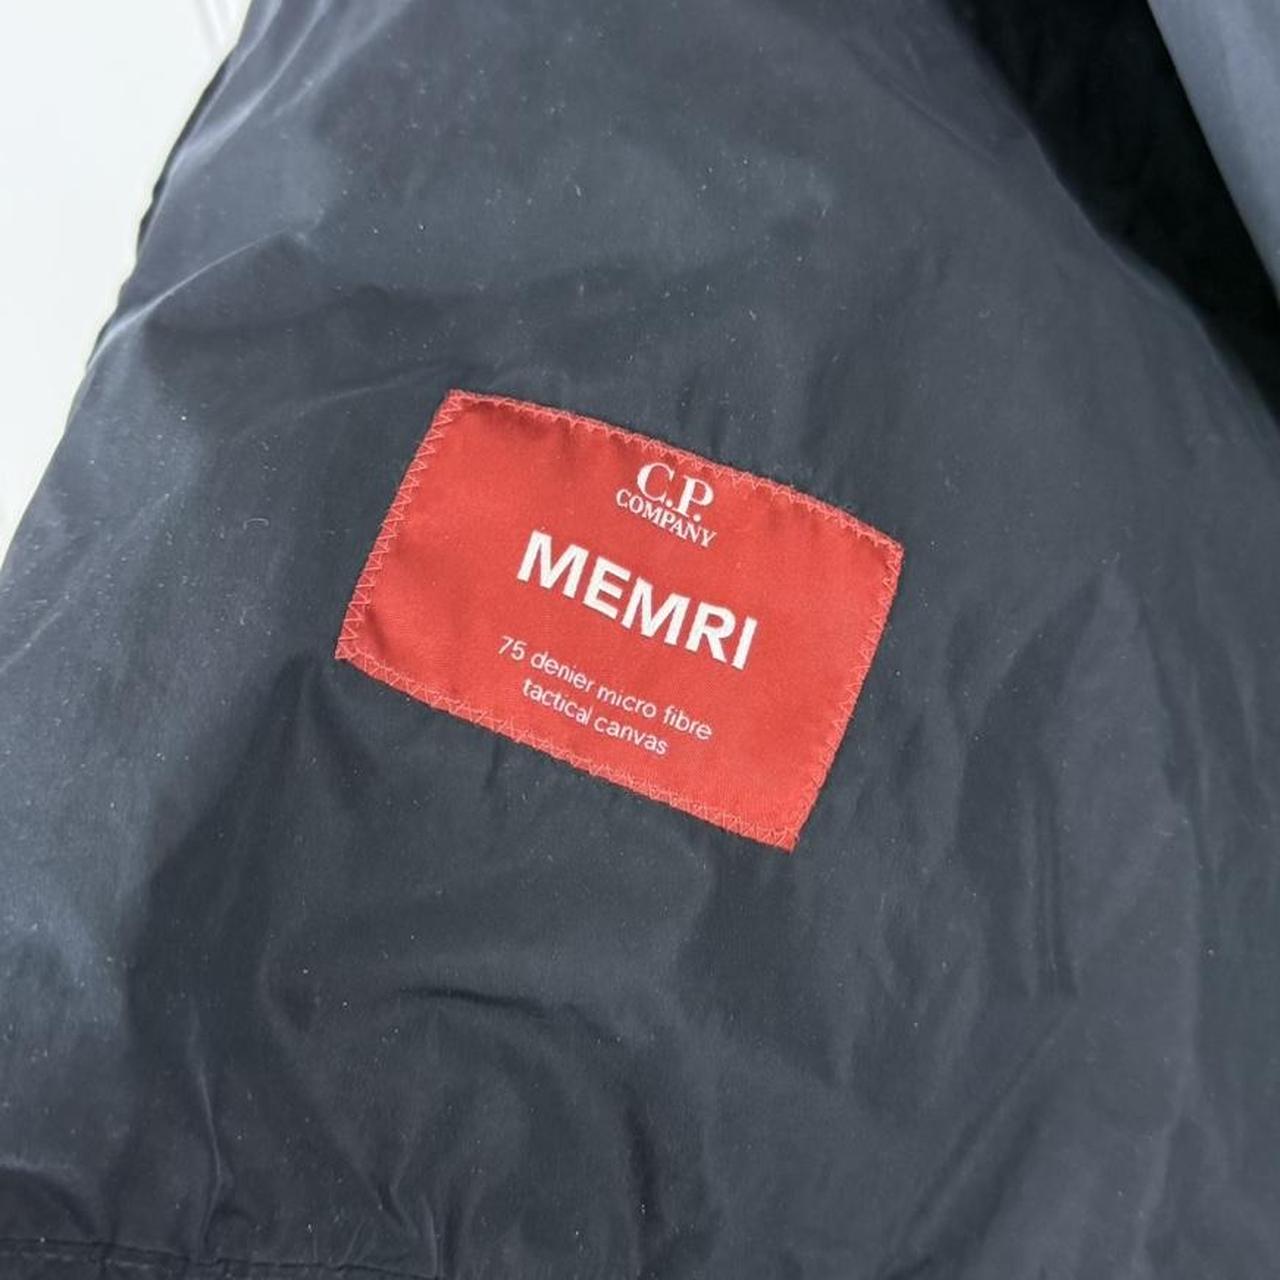 C.P.
COMPANY
MEMRI
75 denier micro fibre
tactical canvas